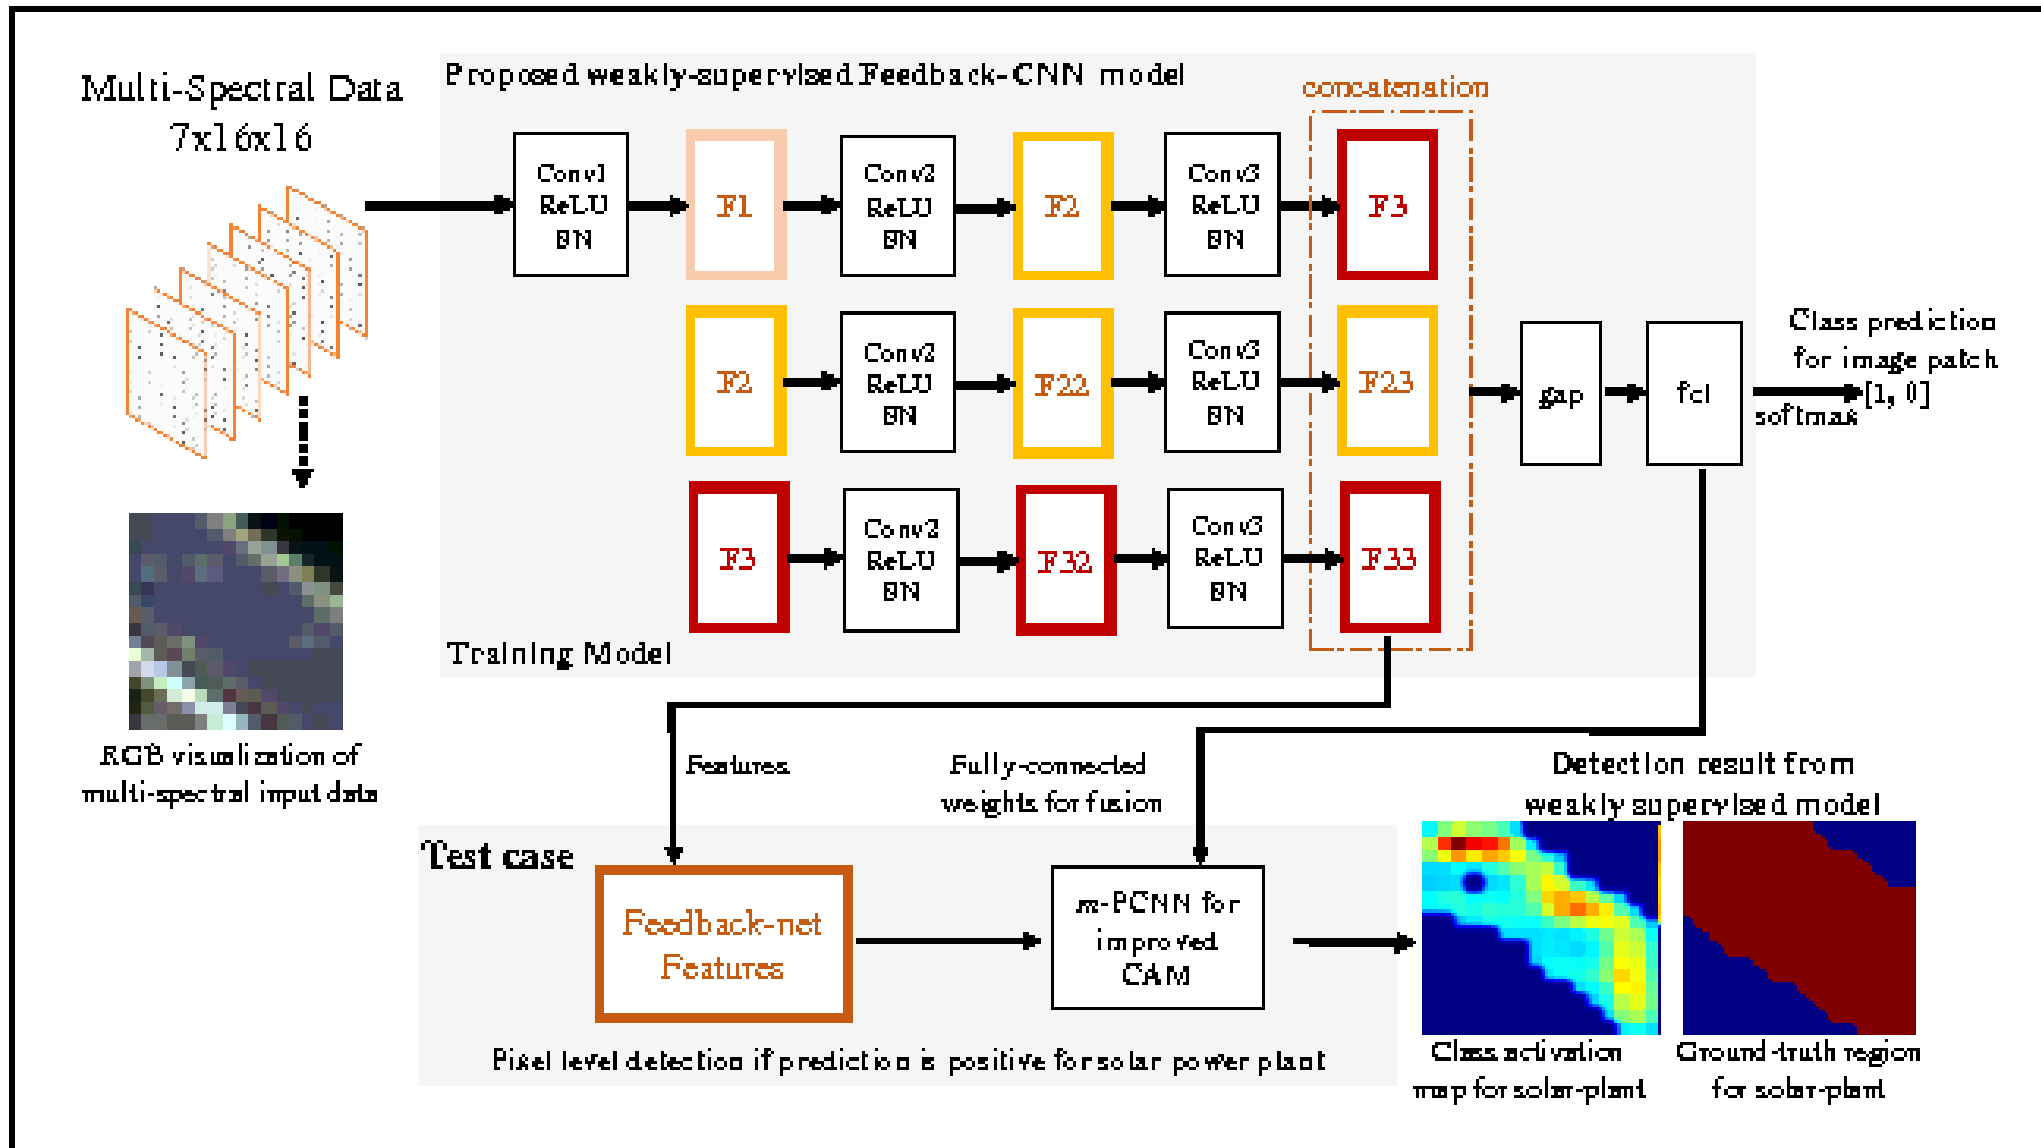 Multi-Spectral Data
7x16x16
Proposed weakly-supervised Feedback-CNN model
concatenation
Conv1
ReLU
BN
F1
Conv2
ReLU
BN
F2
Conv3
ReLU
BN
F3
F2
Conv2
ReLU
BN
F22
Conv3
ReLU
BN
F23
gap
fcl
Class prediction
for image patch
[1, 0]
softmax
F3
Conv2
ReLU
BN
F32
Conv3
ReLU
BN
F33
Training Model
RGB visualization of
multi-spectral input data
Features
Fully-connected
weights for fusion
Detection result from
weakly supervised model
Test case
Feedback-net
Features
m-PCNN for
improved
CAM
Pixel level detection if prediction is positive for solar power plant
Class activation
map for solar-plant
Ground-truth region
for solar-plant